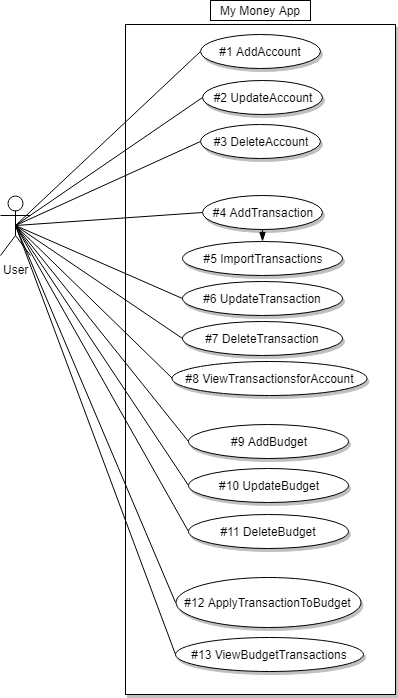 My Money App
#1 AddAccount
#2 UpdateAccount
#3 DeleteAccount
#4 AddTransaction
#5 ImportTransactions
User
#6 UpdateTransaction
#7 DeleteTransaction
#8 ViewTransactionsforAccount
#9 AddBudget
#10 UpdateBudget
#11 DeleteBudget
#12 ApplyTransactionToBudget
#13 ViewBudgetTransactions